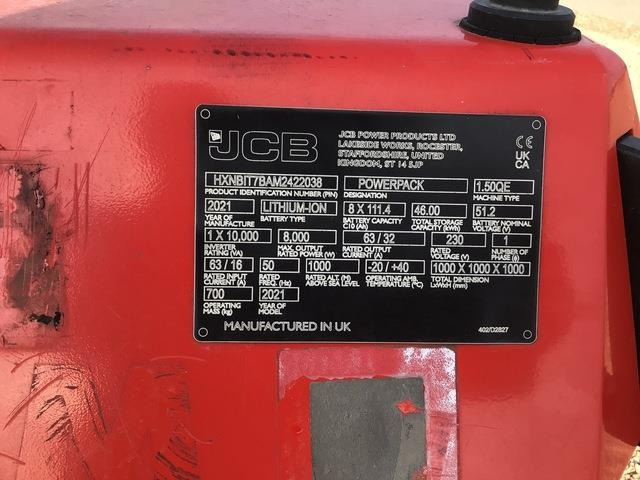 JCB
JCB POWER PRODUCTS LTD
LAKESIDE WORKS, ROCESTER,
STAFFORDSHIRE, UNITED
KINGDOM, ST 14 5JP
CE
UK
CA
HXNBIT7BAM2422038 POWERPACK 1.50QE
PRODUCT IDENTIFICATION NUMBER (PIN) DESIGNATION MACHINE TYPE
2021 LITHIUM-ION 8 X 111.4 46.00 51.2
YEAR OF MANUFACTURE BATTERY TYPE BATTERY CAPACITY C10 (Ah) TOTAL STORAGE CAPACITY (kWh) BATTERY NOMINAL VOLTAGE (V)
1 X 10,000 8,000 63 / 32 230 1
INVERTER RATING (VA) MAX. OUTPUT RATED POWER (W) RATED OUTPUT CURRENT (A) RATED VOLTAGE (V) NUMBER OF PHASE (ϕ)
63 / 16 50 1000 -20 / +40 1000 X 1000 X 1000
RATED INPUT CURRENT (A) RATED FREQ. (Hz) RATED ALT. (M) ABOVE SEA LEVEL OPERATING AMB. TEMPERATURE (°C) TOTAL DIMENSION LxWxH (mm)
700 2021
OPERATING MASS (kg) YEAR OF MODEL
MANUFACTURED IN UK 402/D2827